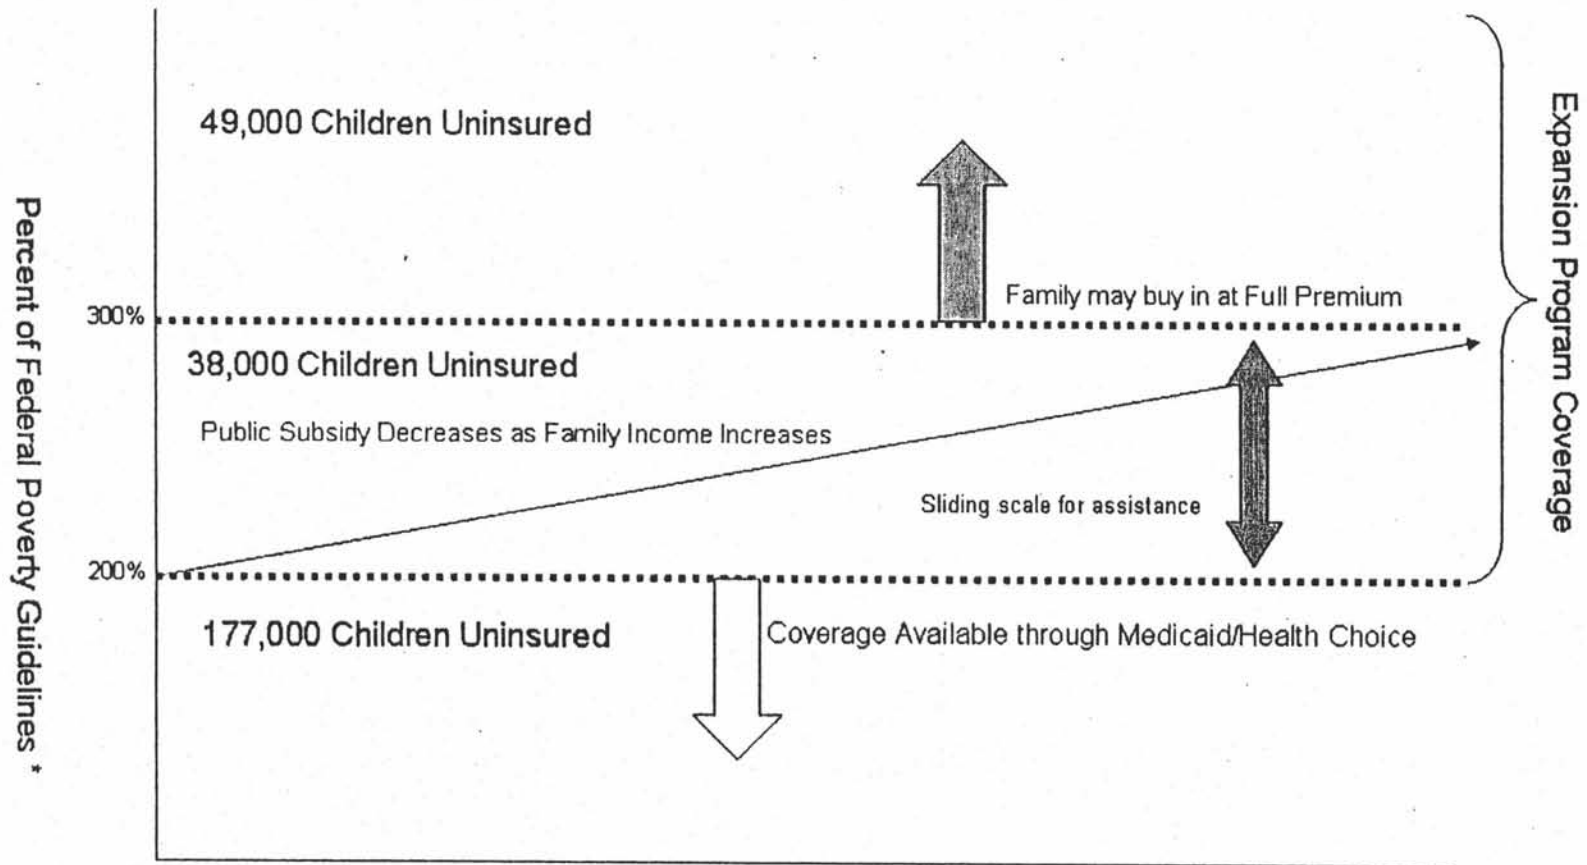 49,000 Children Uninsured
Family may buy in at Full Premium
300%
38,000 Children Uninsured
Public Subsidy Decreases as Family Income Increases
Sliding scale for assistance
200%
177,000 Children Uninsured
Coverage Available through Medicaid/Health Choice
Percent of Federal Poverty Guidelines *
Expansion Program Coverage